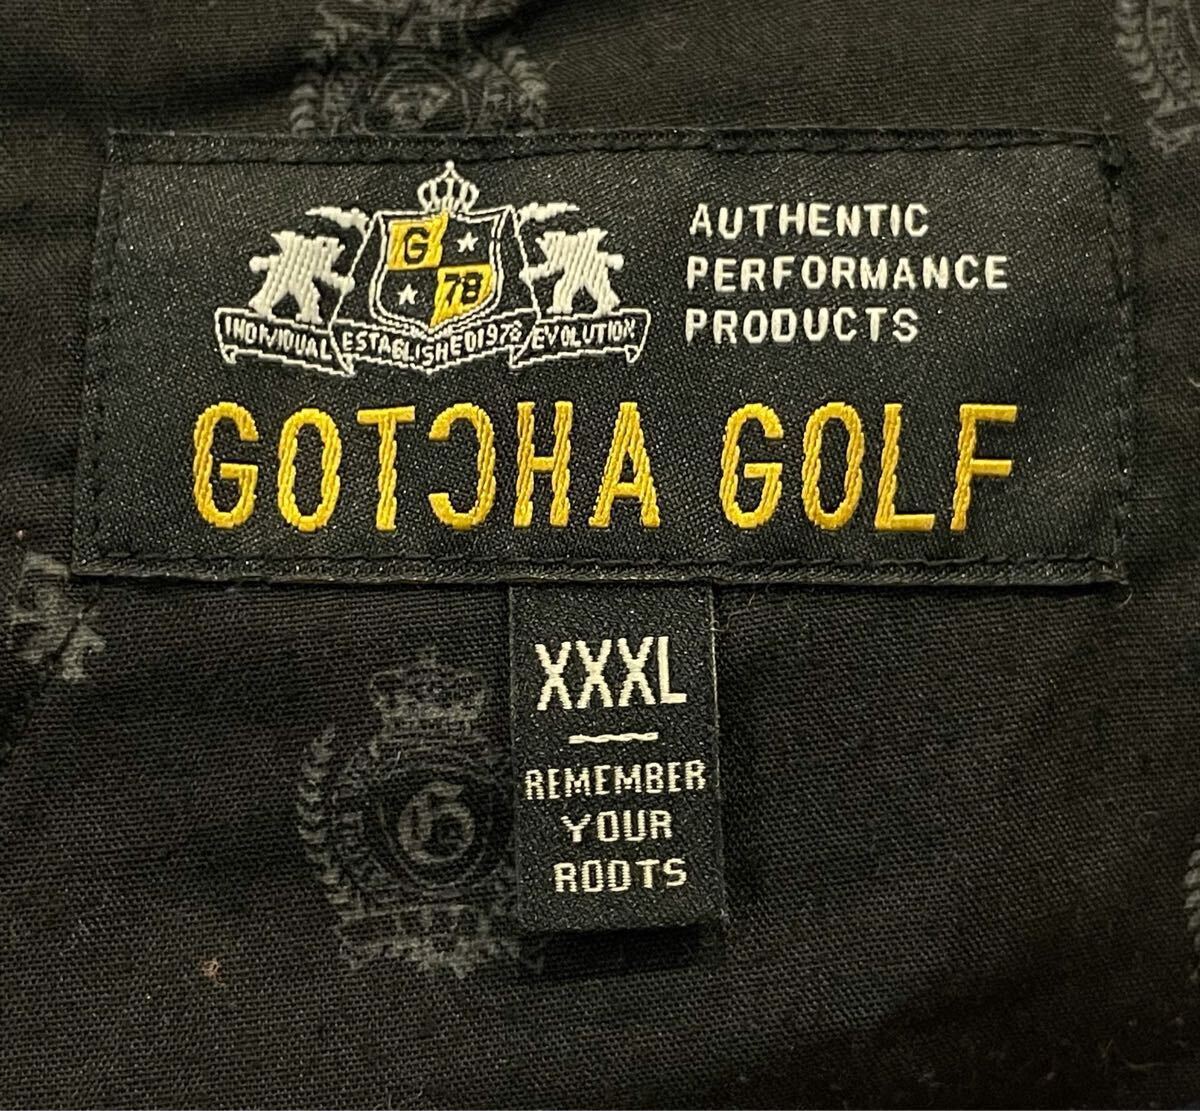 G
78
INDIVIDUAL ESTABLISHED 1978 EVOLUTION
AUTHENTIC
PERFORMANCE
PRODUCTS
GOTCHA GOLF
XXXL
REMEMBER
YOUR
ROOTS
G